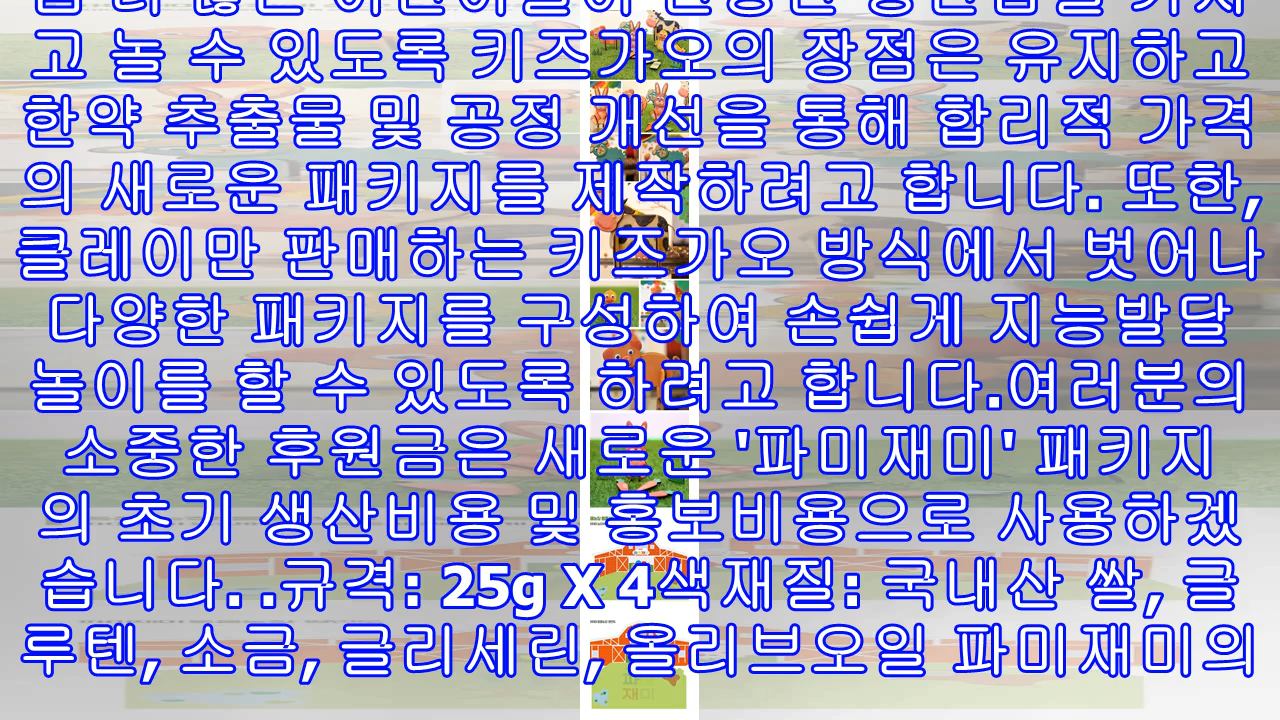 고 놀 수 있도록 키즈가오의 장점은 유지하고
한약 추출물 및 공정 개선을 통해 합리적 가격
의 새로운 패키지를 제작하려고 합니다. 또한,
클레이만 판매하는 키즈가오 방식에서 벗어나
다양한 패키지를 구성하여 손쉽게 지능발달
놀이를 할 수 있도록 하려고 합니다.여러분의
소중한 후원금은 새로운 '파미재미' 패키지
의 초기 생산비용 및 홍보비용으로 사용하겠
습니다. .규격: 25g X 4색재질: 국내산 쌀, 글
루텐, 소금, 글리세린, 올리브오일 파미재미의
재미